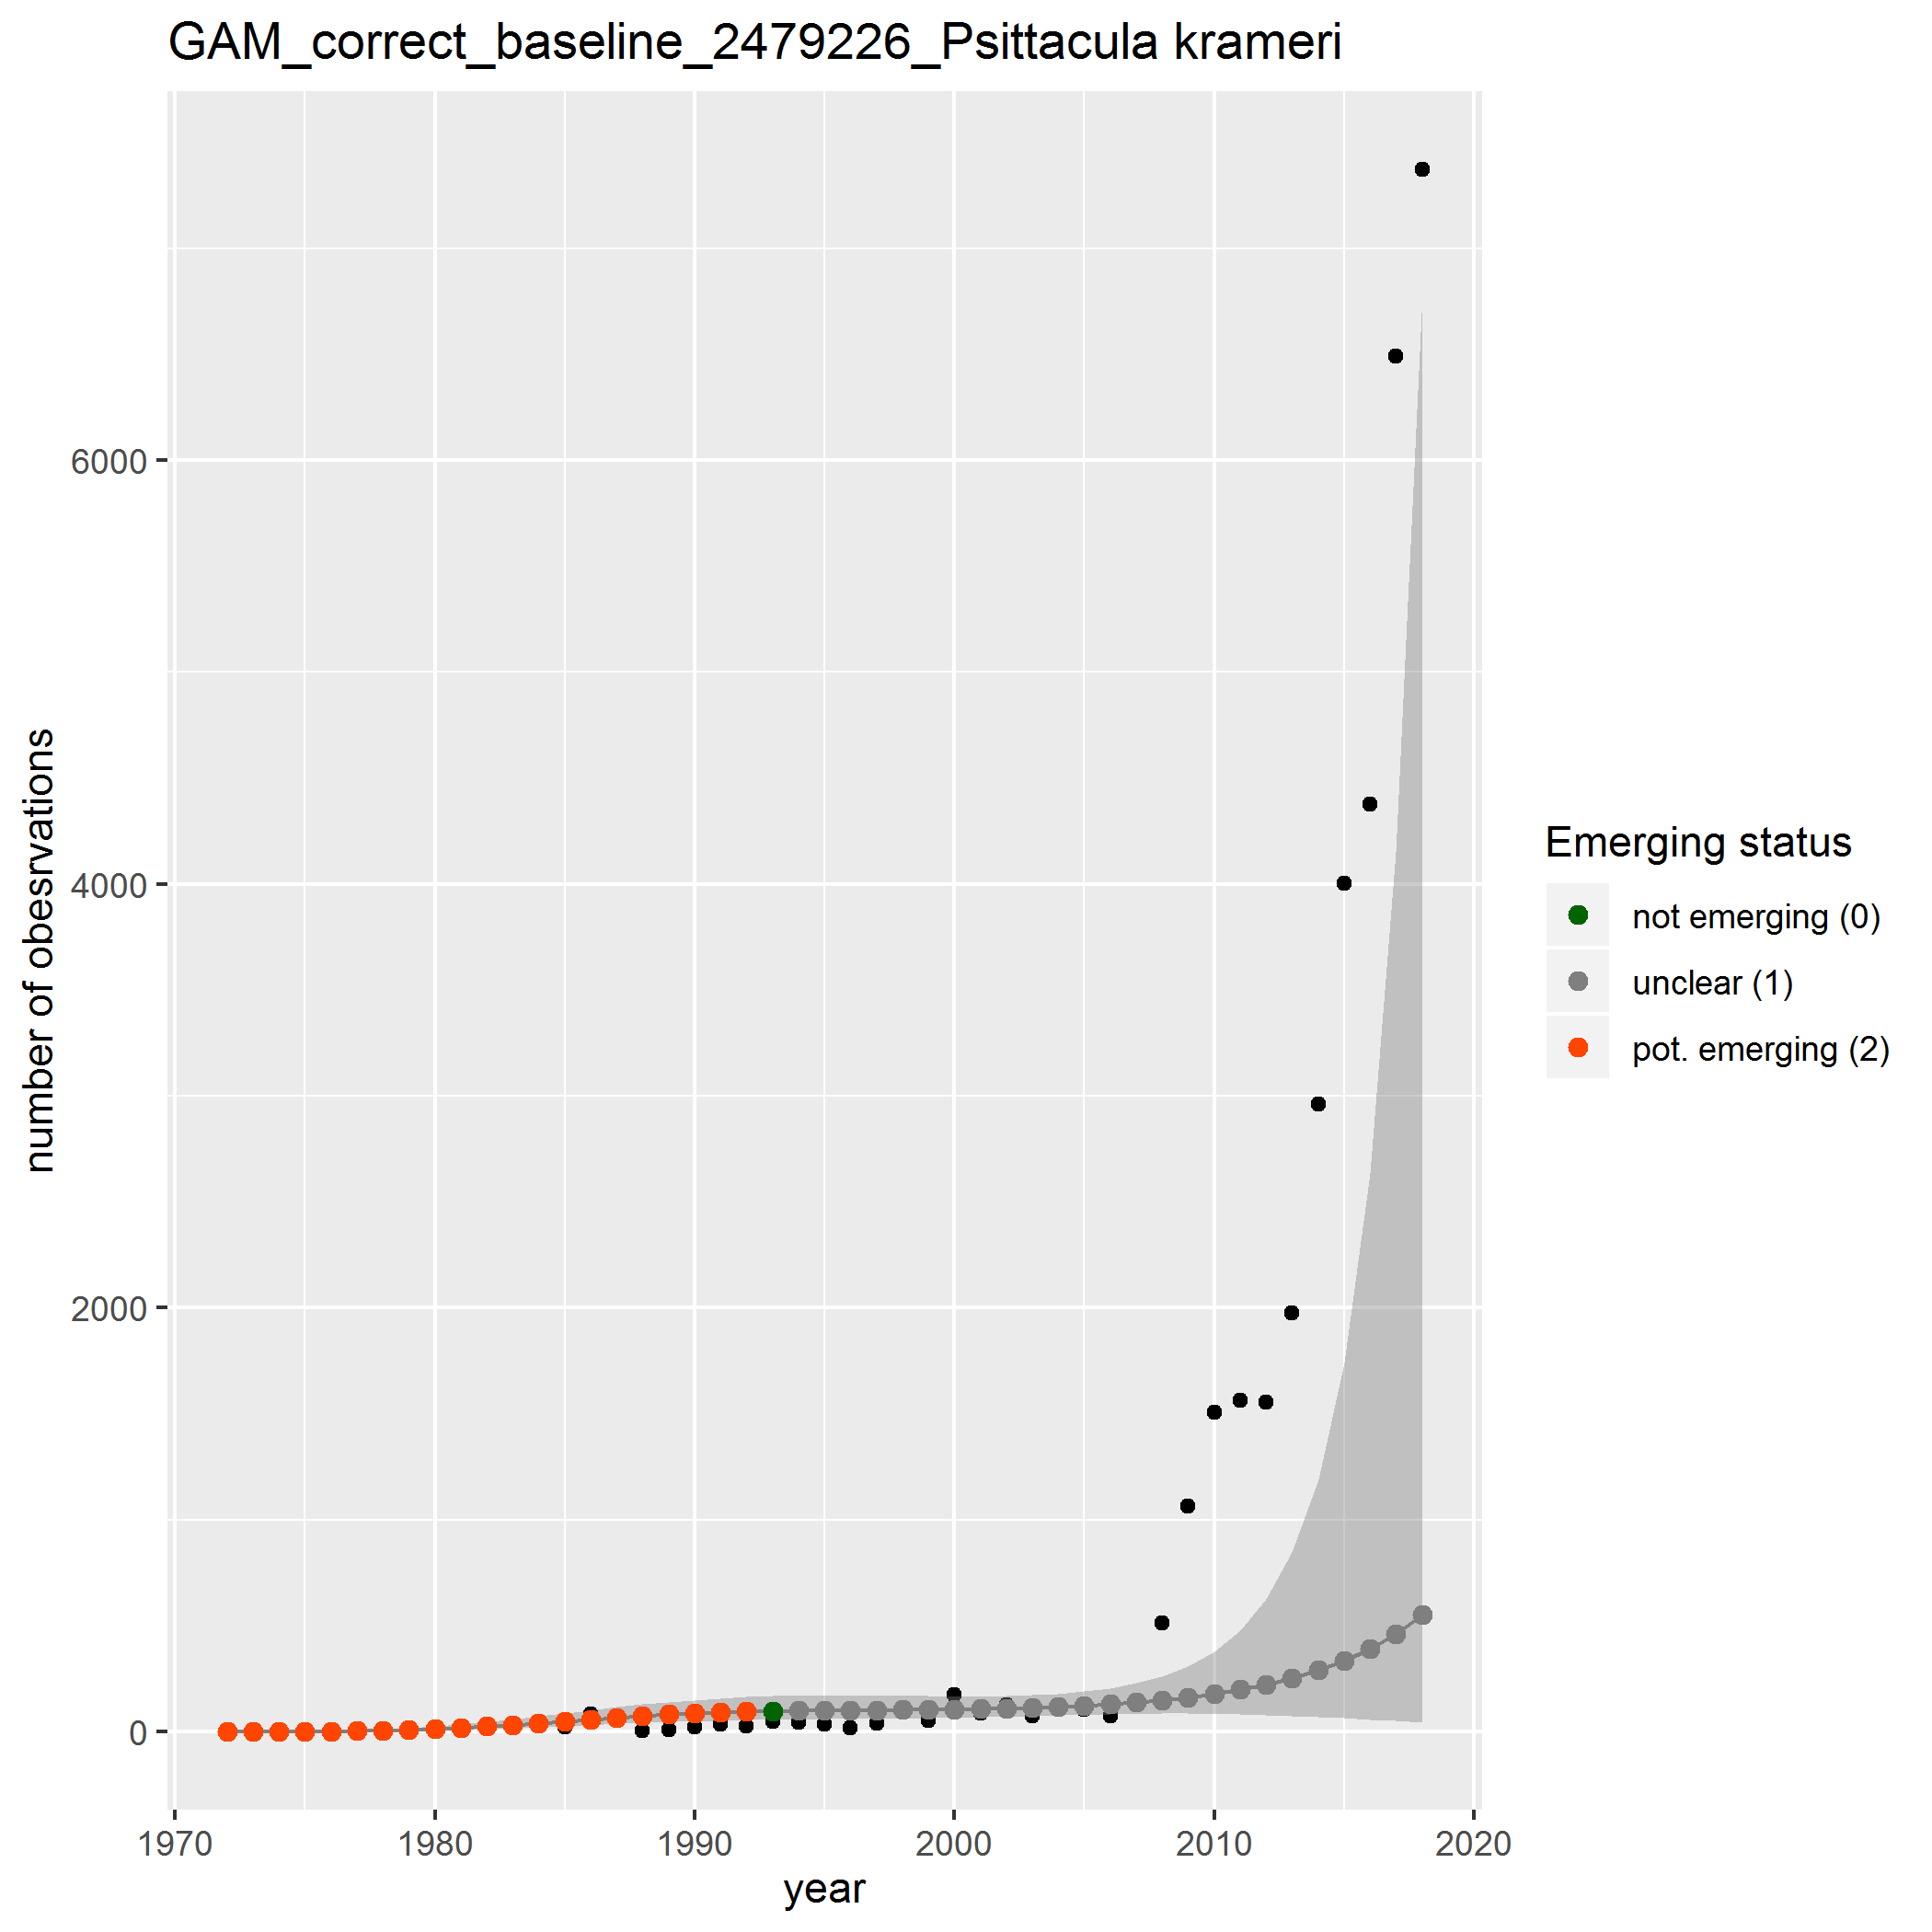 GAM_correct_baseline_2479226_Psittacula krameri
number of obesrvations
6000
4000
2000
0
1970 1980 1990 2000 2010 2020
year
Emerging status
not emerging (0)
unclear (1)
pot. emerging (2)